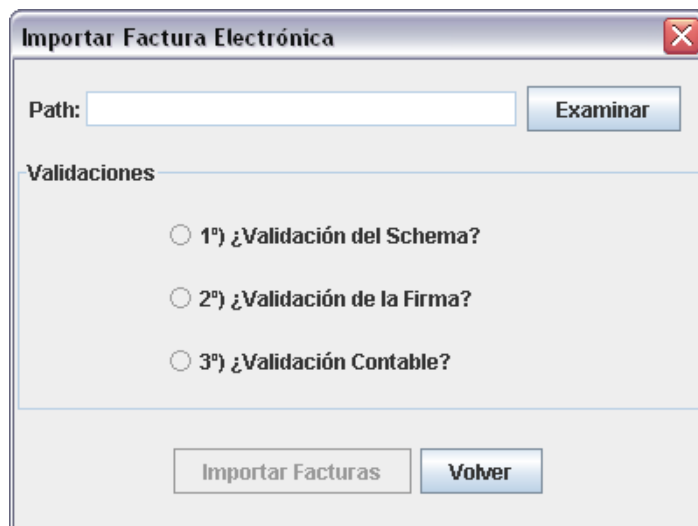 Importar Factura Electrónica
Path:
Examinar
Validaciones
1º) ¿Validación del Schema?
2º) ¿Validación de la Firma?
3º) ¿Validación Contable?
Importar Facturas
Volver